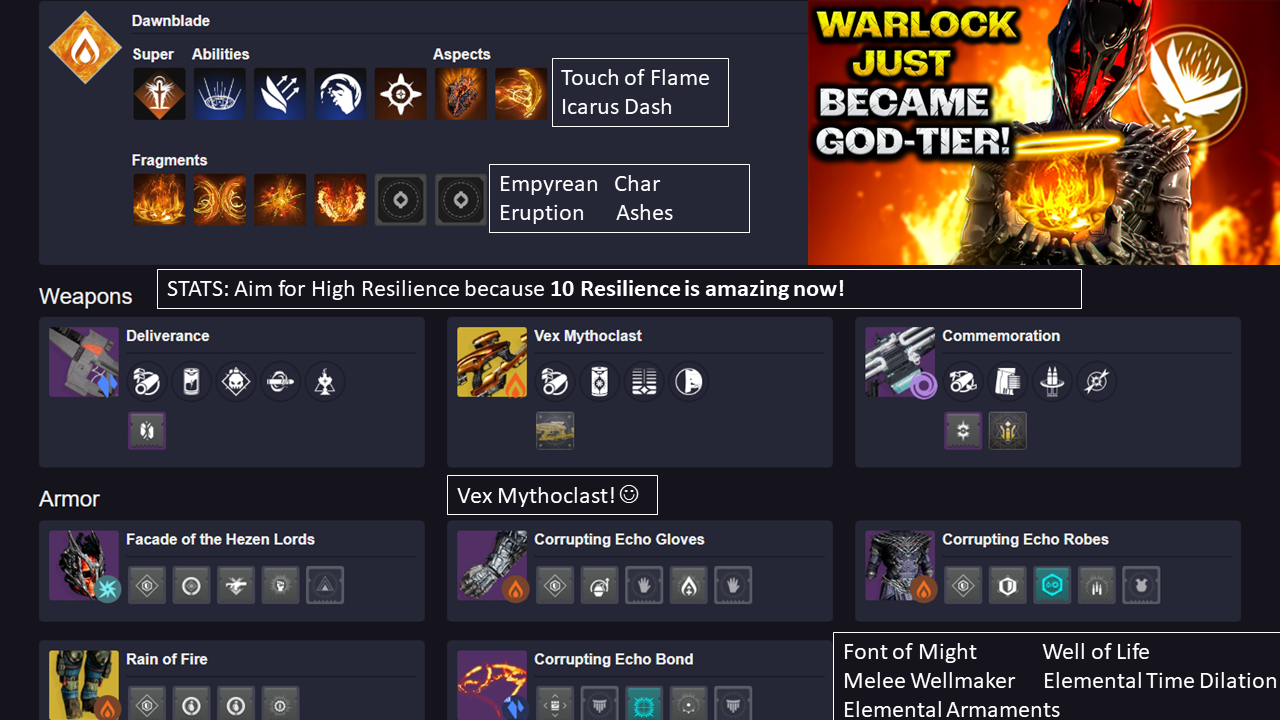 Dawnblade
Super Abilities Aspects
Touch of Flame
Icarus Dash
Fragments
Empyrean Char
Eruption Ashes
WARLOCK
JUST
BECAME
GOD-TIER!
STATS: Aim for High Resilience because 10 Resilience is amazing now!
Weapons
Deliverance
Vex Mythoclast
Commemoration
Vex Mythoclast! ☺
Armor
Facade of the Hezen Lords
Corrupting Echo Gloves
Corrupting Echo Robes
Rain of Fire
Corrupting Echo Bond
Font of Might Well of Life
Melee Wellmaker Elemental Time Dilation
Elemental Armaments